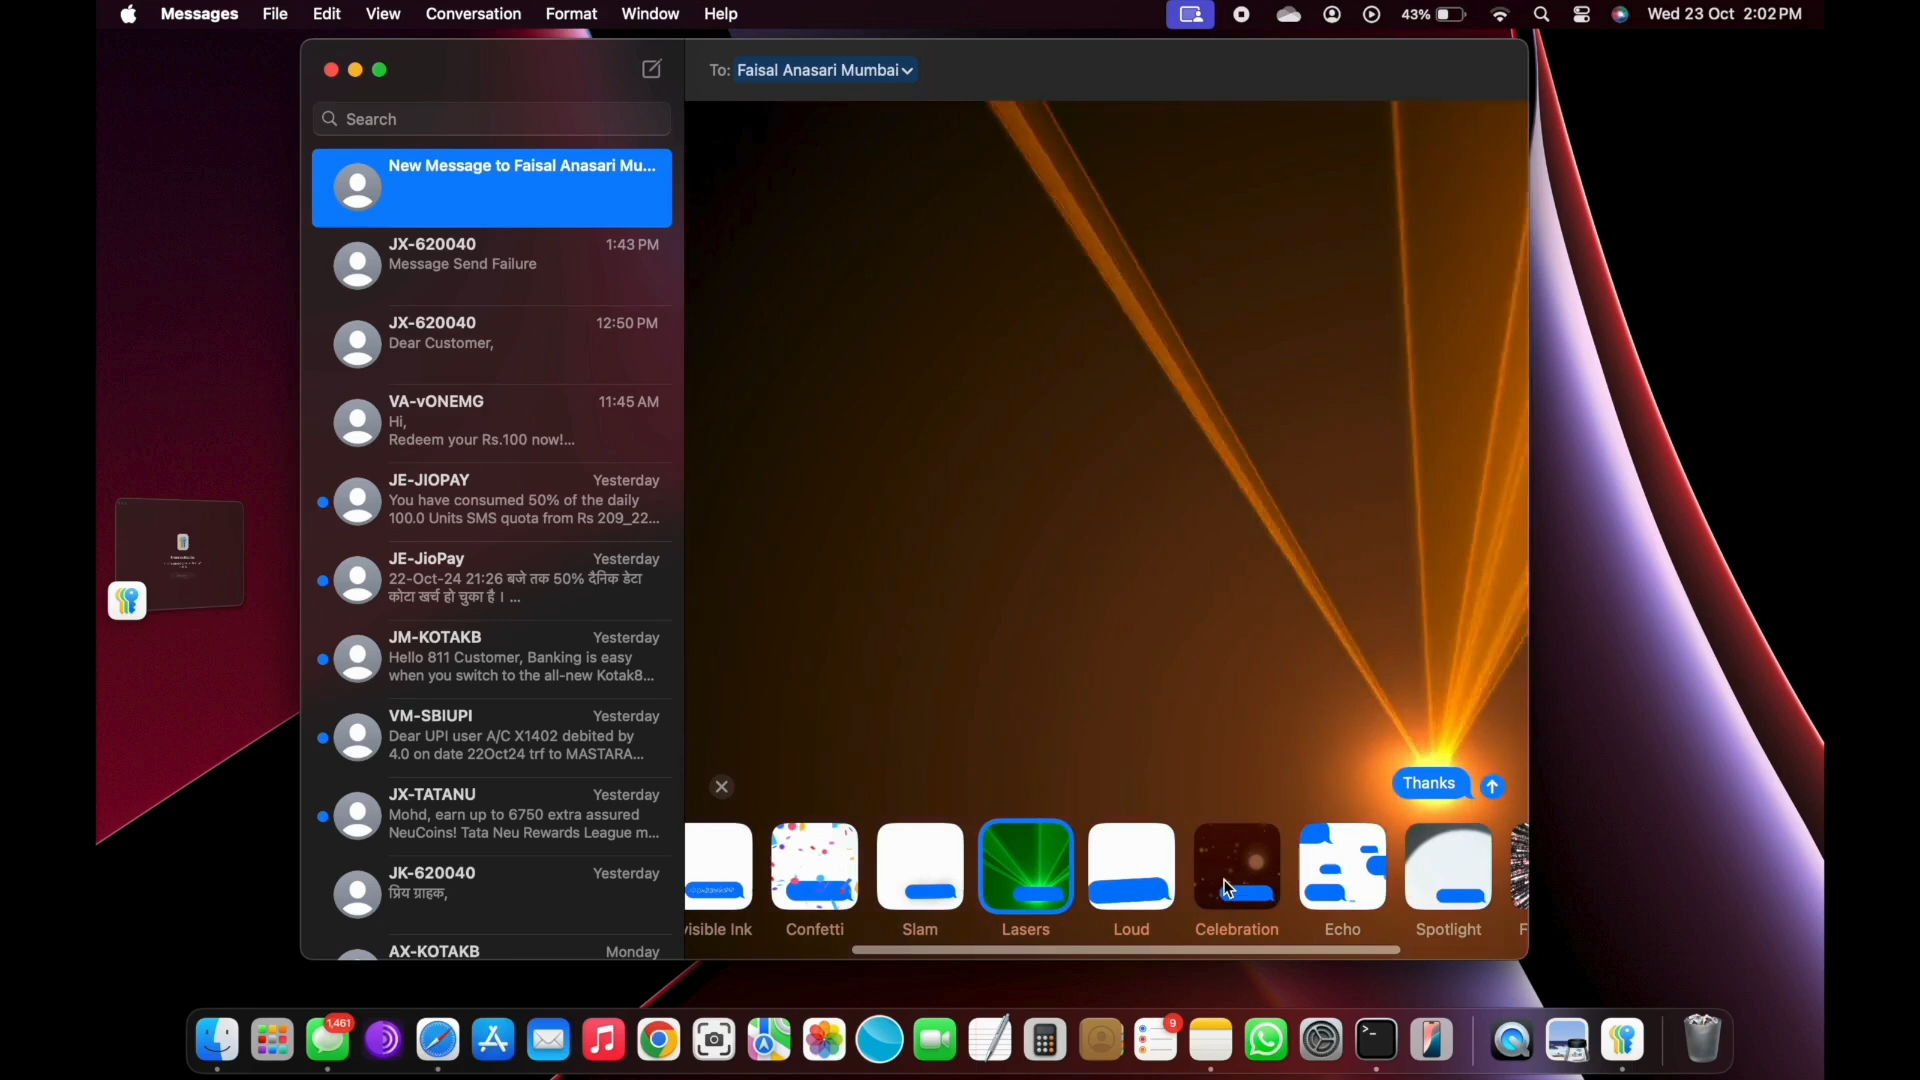 Messages File Edit View Conversation Format Window Help 43% Wed 23 Oct 2:02 PM
To: Faisal Anasari Mumbai
Search
New Message to Faisal Anasari Mu...
JX-620040 1:43 PM
Message Send Failure
JX-620040 12:50 PM
Dear Customer,
VA-vONEMG 11:45 AM
Hi,
Redeem your Rs.100 now!...
JE-JIOPAY Yesterday
You have consumed 50% of the daily
100.0 Units SMS quota from Rs 209_22...
JE-JioPay Yesterday
22-Oct-24 21:26 बजे तक 50% दैनिक डेटा
कोटा खर्च हो चुका है । ...
JM-KOTAKB Yesterday
Hello 811 Customer, Banking is easy
when you switch to the all-new Kotak8...
VM-SBIUPI Yesterday
Dear UPI user A/C X1402 debited by
4.0 on date 22Oct24 trf to MASTARA...
JX-TATANU Yesterday
Mohd, earn up to 6750 extra assured
NeuCoins! Tata Neu Rewards League m...
JK-620040 Yesterday
प्रिय ग्राहक,
AX-KOTAKB Monday
Thanks
visible Ink Confetti Slam Lasers Loud Celebration Echo Spotlight F
1,461
9